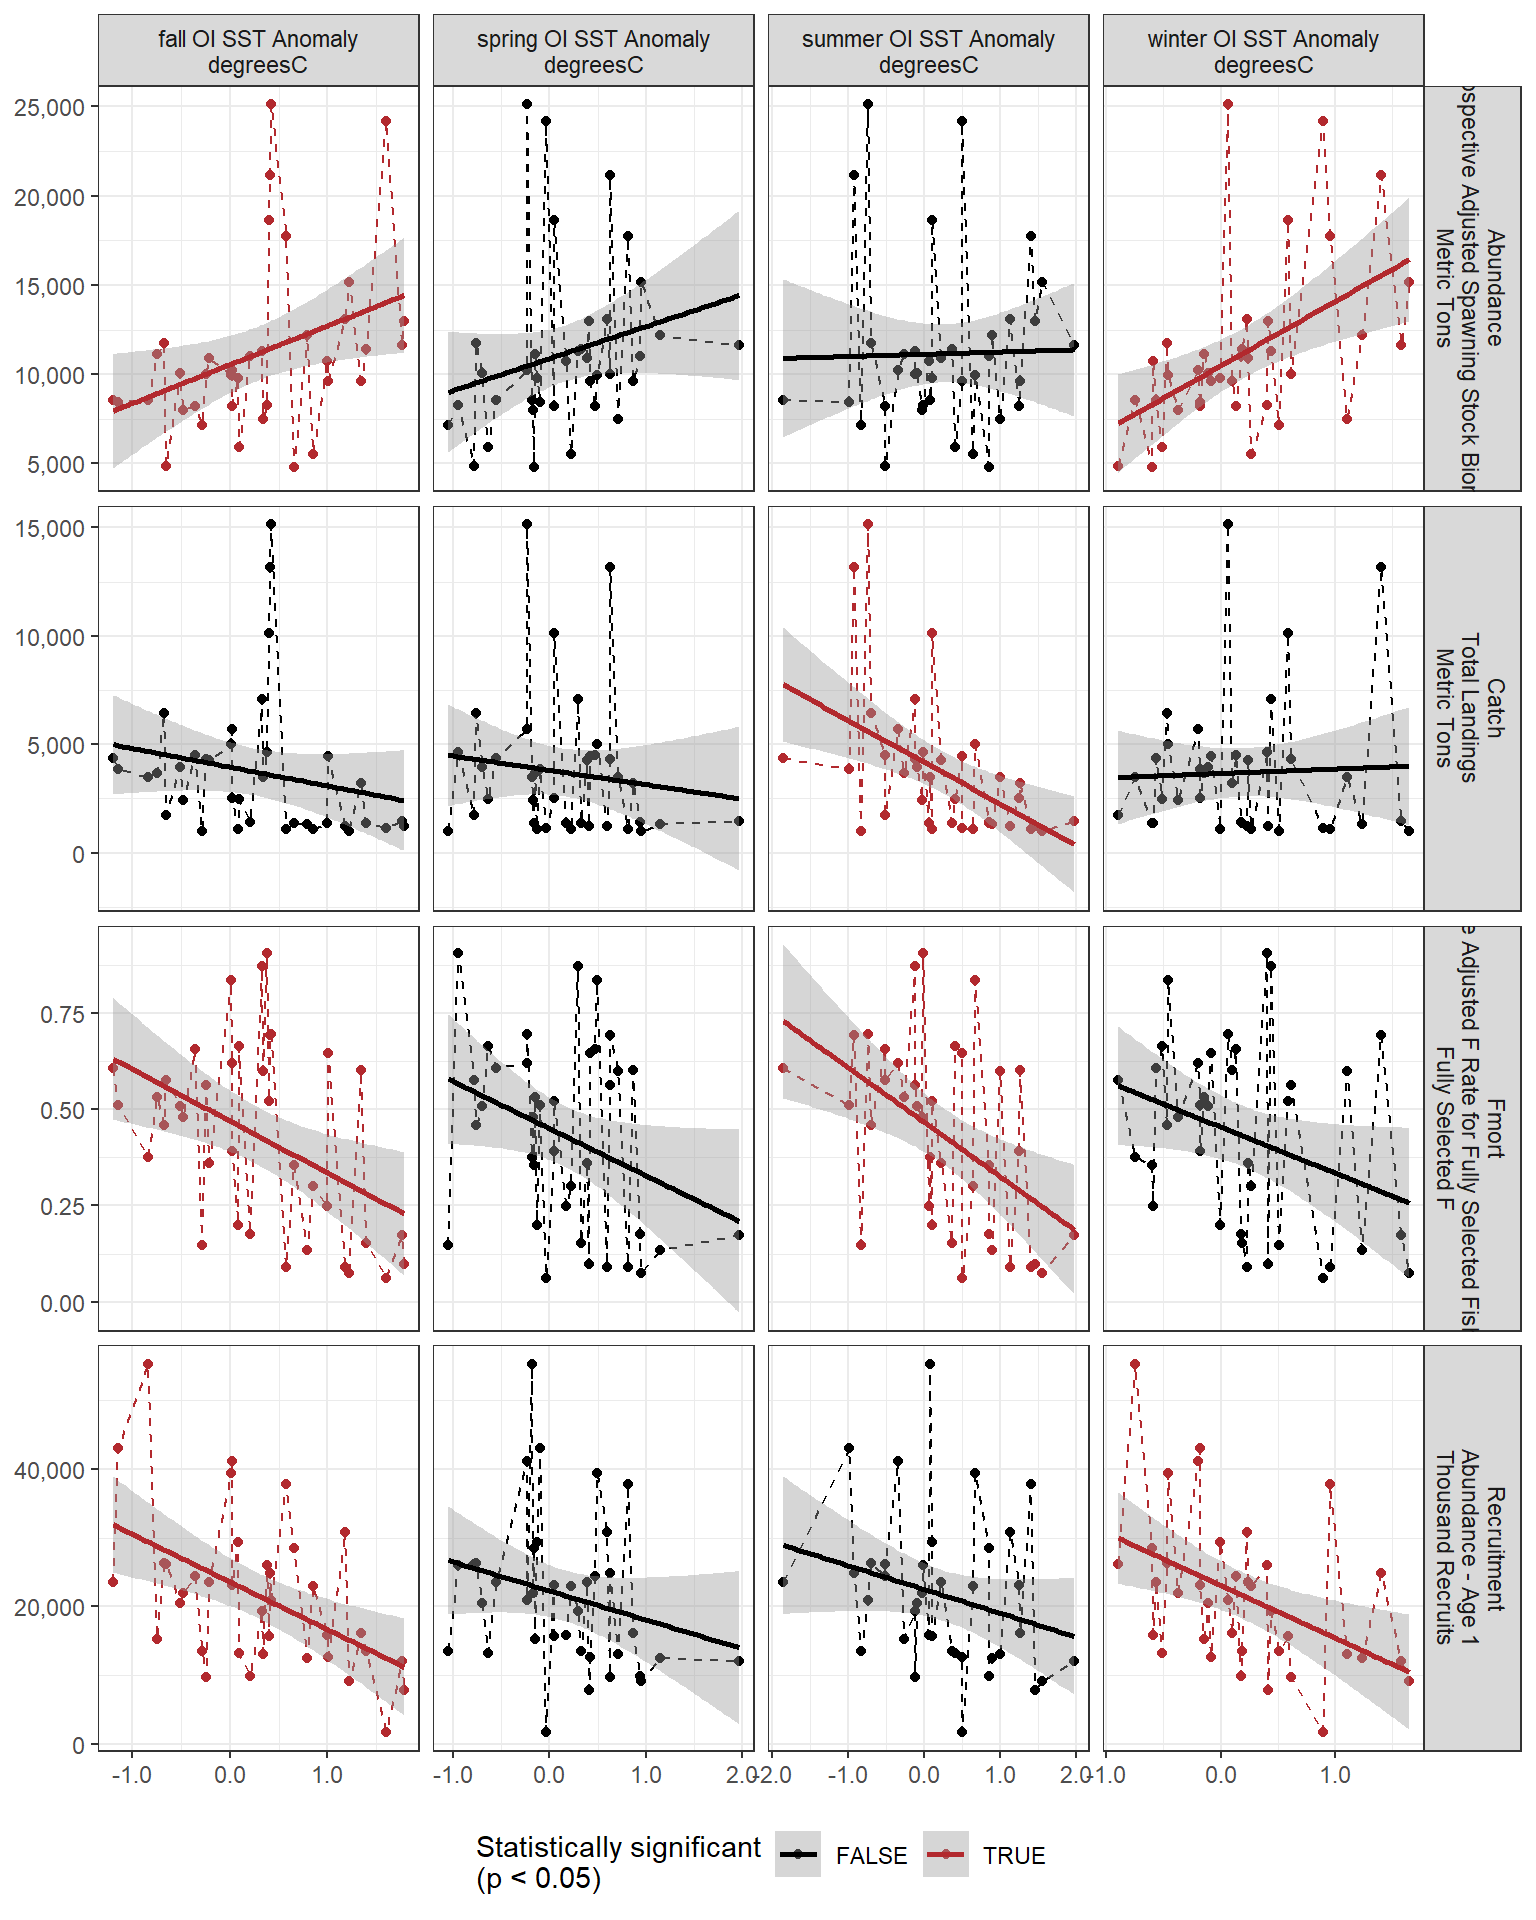 fall OI SST Anomaly
degreesC
spring OI SST Anomaly
degreesC
summer OI SST Anomaly
degreesC
winter OI SST Anomaly
degreesC
25,000
20,000
15,000
10,000
5,000
Abundance
Adjusted Spawning Stock
Metric Tons
15,000
10,000
5,000
0
Catch
Total Landings
Metric Tons
0.75
0.50
0.25
0.00
Fmort
Adjusted F Rate for Fully Selected
Fully Selected F
40,000
20,000
0
Recruitment
Abundance - Age 1
Thousand Recruits
-1.0 0.0 1.0
-1.0 0.0 1.0 2.0
-2.0 -1.0 0.0 1.0 2.0
-1.0 0.0 1.0
Statistically significant
(p < 0.05)
FALSE
TRUE